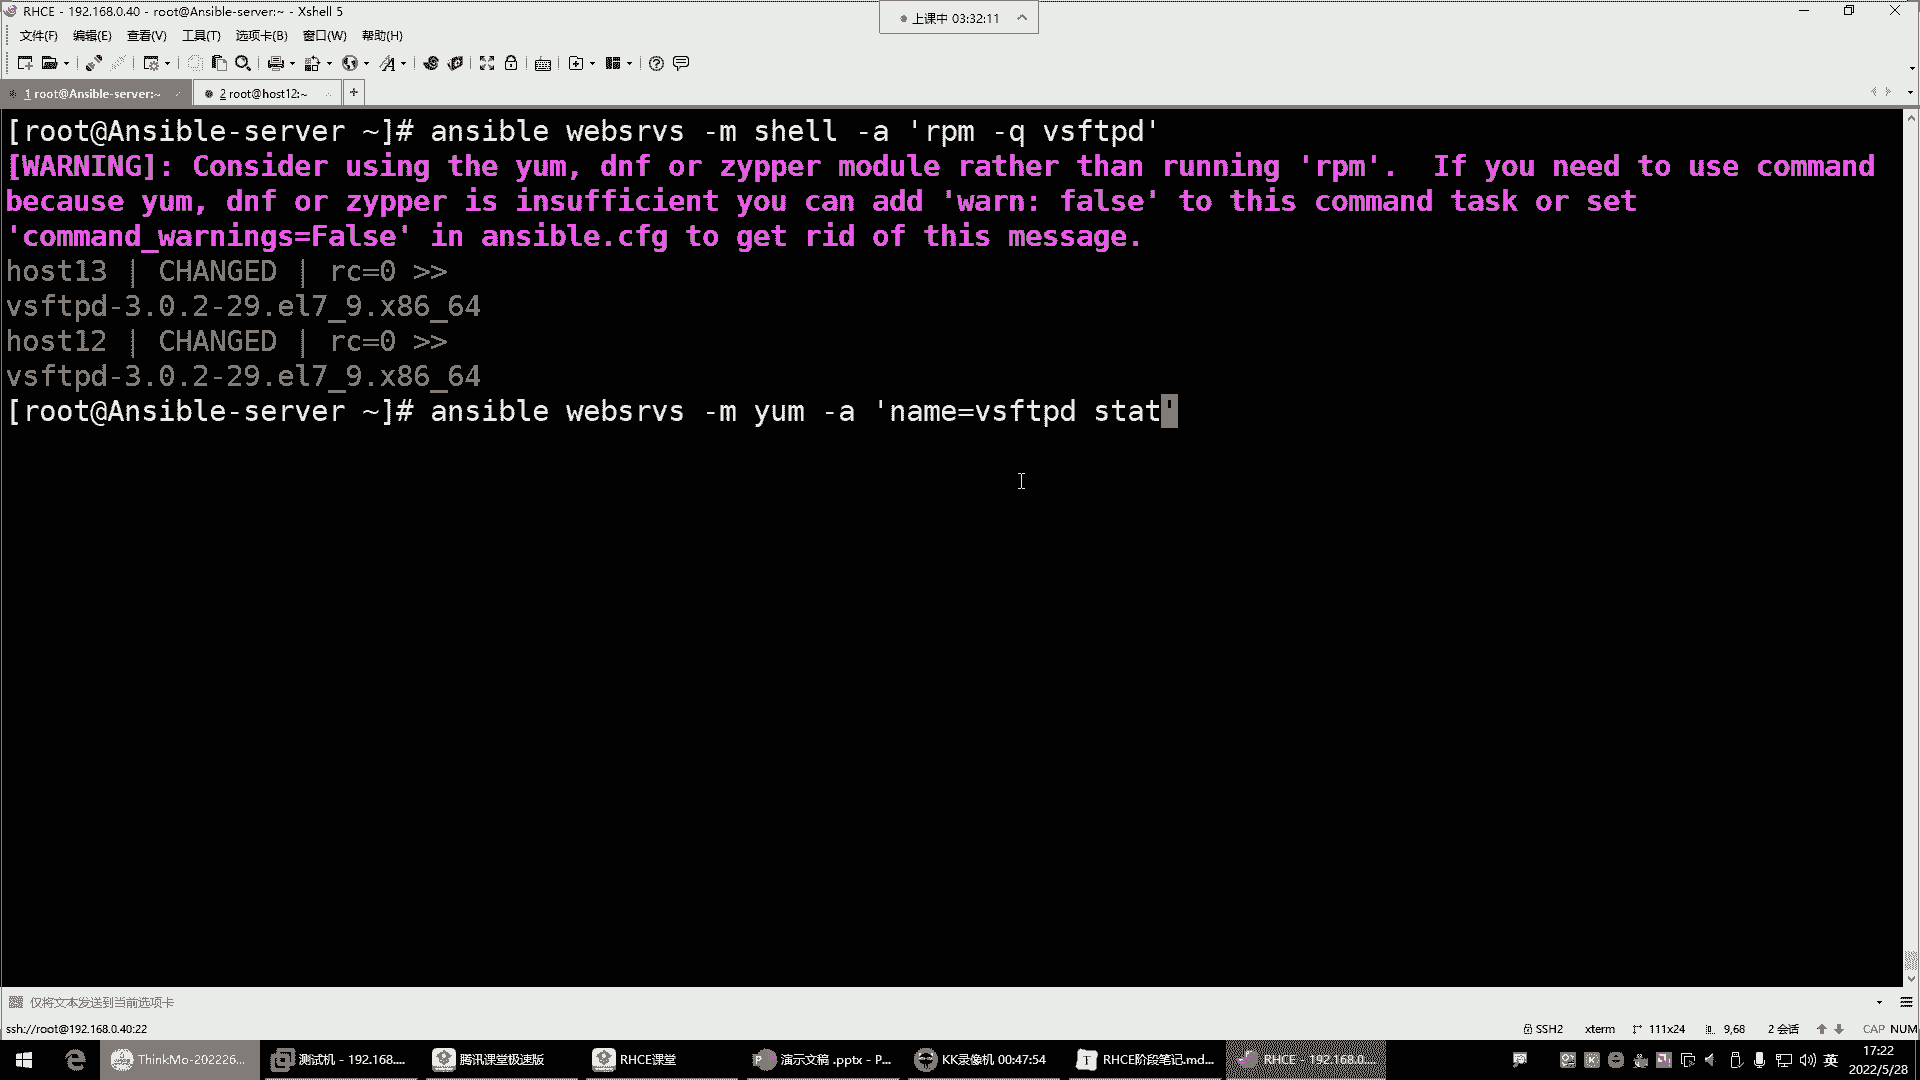 RHCE - 192.168.0.40 - root@Ansible-server:~ - Xshell 5
上课中 03:32:11
文件(F) 编辑(E) 查看(V) 工具(T) 选项卡(B) 窗口(W) 帮助(H)
1 root@Ansible-server:~ 2 root@host12:~
[root@Ansible-server ~]# ansible websrvs -m shell -a 'rpm -q vsftpd'
[WARNING]: Consider using the yum, dnf or zypper module rather than running 'rpm'.  If you need to use command
because yum, dnf or zypper is insufficient you can add 'warn: false' to this command task or set
'command_warnings=False' in ansible.cfg to get rid of this message.
host13 | CHANGED | rc=0 >>
vsftpd-3.0.2-29.el7_9.x86_64
host12 | CHANGED | rc=0 >>
vsftpd-3.0.2-29.el7_9.x86_64
[root@Ansible-server ~]# ansible websrvs -m yum -a 'name=vsftpd stat'
仅将文本发送到当前选项卡
ssh://root@192.168.0.40:22 SSH2 xterm 111x24 9,68 2 会话 CAP NUM
ThinkMo-202226... 测试机 - 192.168.... 腾讯课堂极速版 RHCE课堂 演示文稿 .pptx - P... KK录像机 00:47:54 RHCE阶段笔记.md... RHCE - 192.168.0.... 英 17:22
2022/5/28